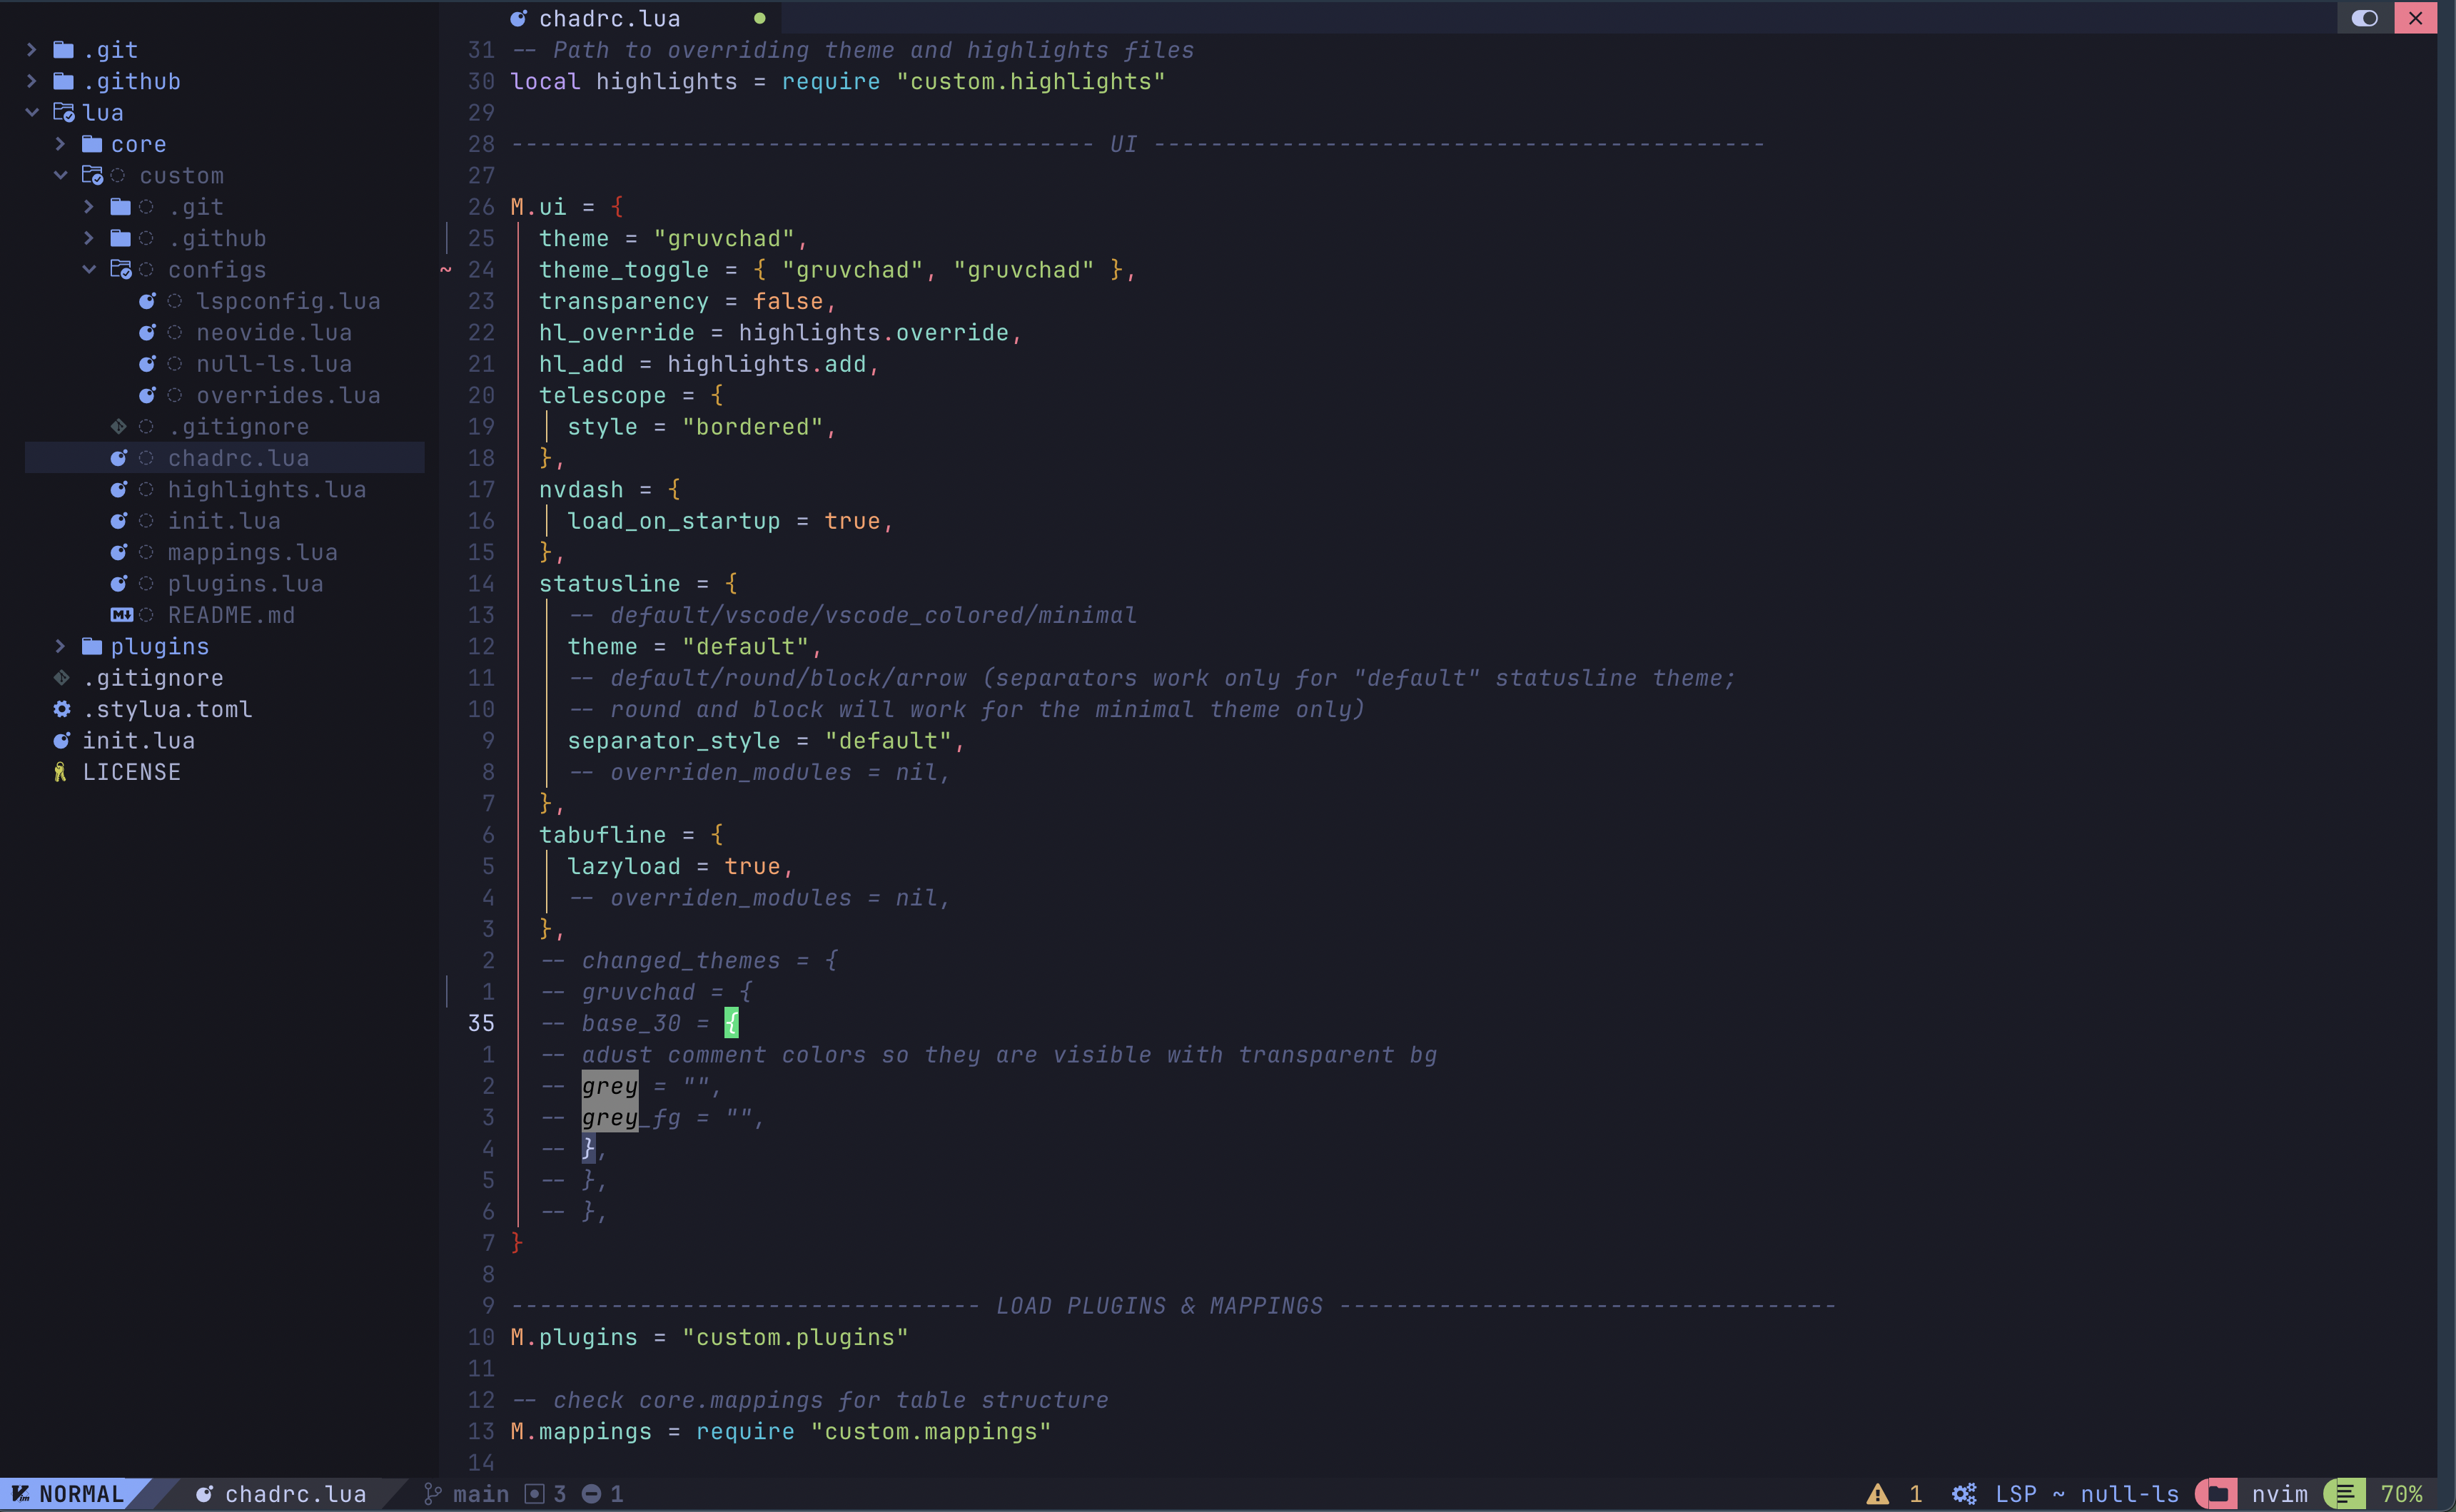 .git
.github
lua
core
custom
.git
.github
configs
lspconfig.lua
neovide.lua
null-ls.lua
overrides.lua
.gitignore
chadrc.lua
highlights.lua
init.lua
mappings.lua
plugins.lua
README.md
plugins
.gitignore
.stylua.toml
init.lua
LICENSE
chadrc.lua
31 -- Path to overriding theme and highlights files
30 local highlights = require "custom.highlights"
29
28 ----------------------------------------- UI -------------------------------------------
27
26 M.ui = {
25 theme = "gruvchad",
~ 24 theme_toggle = { "gruvchad", "gruvchad" },
23 transparency = false,
22 hl_override = highlights.override,
21 hl_add = highlights.add,
20 telescope = {
19 style = "bordered",
18 },
17 nvdash = {
16 load_on_startup = true,
15 },
14 statusline = {
13 -- default/vscode/vscode_colored/minimal
12 theme = "default",
11 -- default/round/block/arrow (separators work only for "default" statusline theme;
10 -- round and block will work for the minimal theme only)
9 separator_style = "default",
8 -- overriden_modules = nil,
7 },
6 tabufline = {
5 lazyload = true,
4 -- overriden_modules = nil,
3 },
2 -- changed_themes = {
1 -- gruvchad = {
35 -- base_30 = {
1 -- adust comment colors so they are visible with transparent bg
2 -- grey = "",
3 -- grey_fg = "",
4 -- },
5 -- },
6 -- },
7 }
8
9 --------------------------------- LOAD PLUGINS & MAPPINGS -----------------------------------
10 M.plugins = "custom.plugins"
11
12 -- check core.mappings for table structure
13 M.mappings = require "custom.mappings"
14
NORMAL chadrc.lua main 3 1 1 LSP ~ null-ls nvim 70%